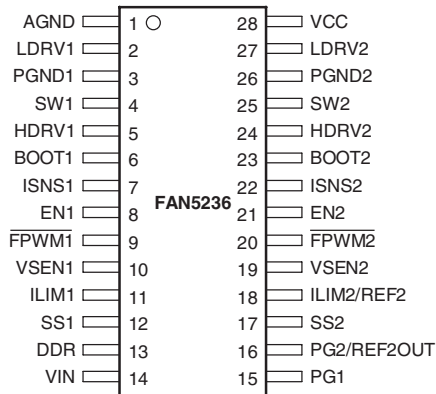 AGND 1 28 VCC
LDRV1 2 27 LDRV2
PGND1 3 26 PGND2
SW1 4 25 SW2
HDRV1 5 24 HDRV2
BOOT1 6 23 BOOT2
ISNS1 7 22 ISNS2
FAN5236
EN1 8 21 EN2
FPWM1 9 20 FPWM2
VSEN1 10 19 VSEN2
ILIM1 11 18 ILIM2/REF2
SS1 12 17 SS2
DDR 13 16 PG2/REF2OUT
VIN 14 15 PG1